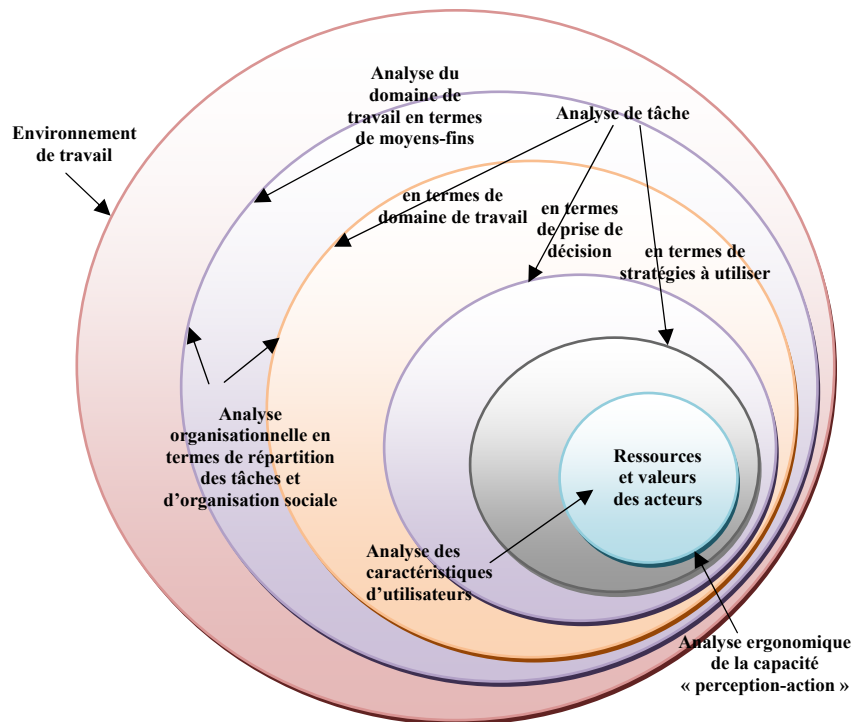 Analyse du
domaine de
travail en termes
de moyens-fins
Analyse de tâche
Environnement
de travail
en termes de
domaine de travail
en termes
de prise de
décision
en termes de
stratégies à utiliser
Analyse
organisationnelle en
termes de répartition
des tâches et
d’organisation sociale
Ressources
et valeurs
des acteurs
Analyse des
caractéristiques
d’utilisateurs
Analyse ergonomique
de la capacité
« perception-action »